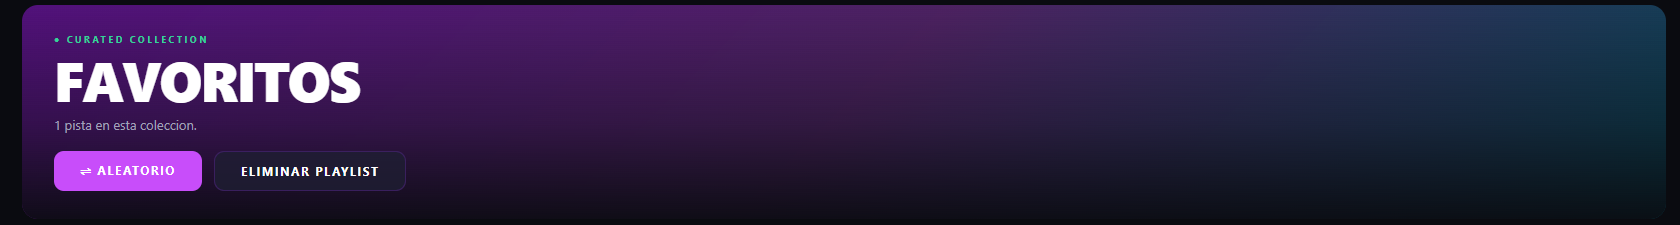 • CURATED COLLECTION
FAVORITOS
1 pista en esta coleccion.
⇌ ALEATORIO
ELIMINAR PLAYLIST